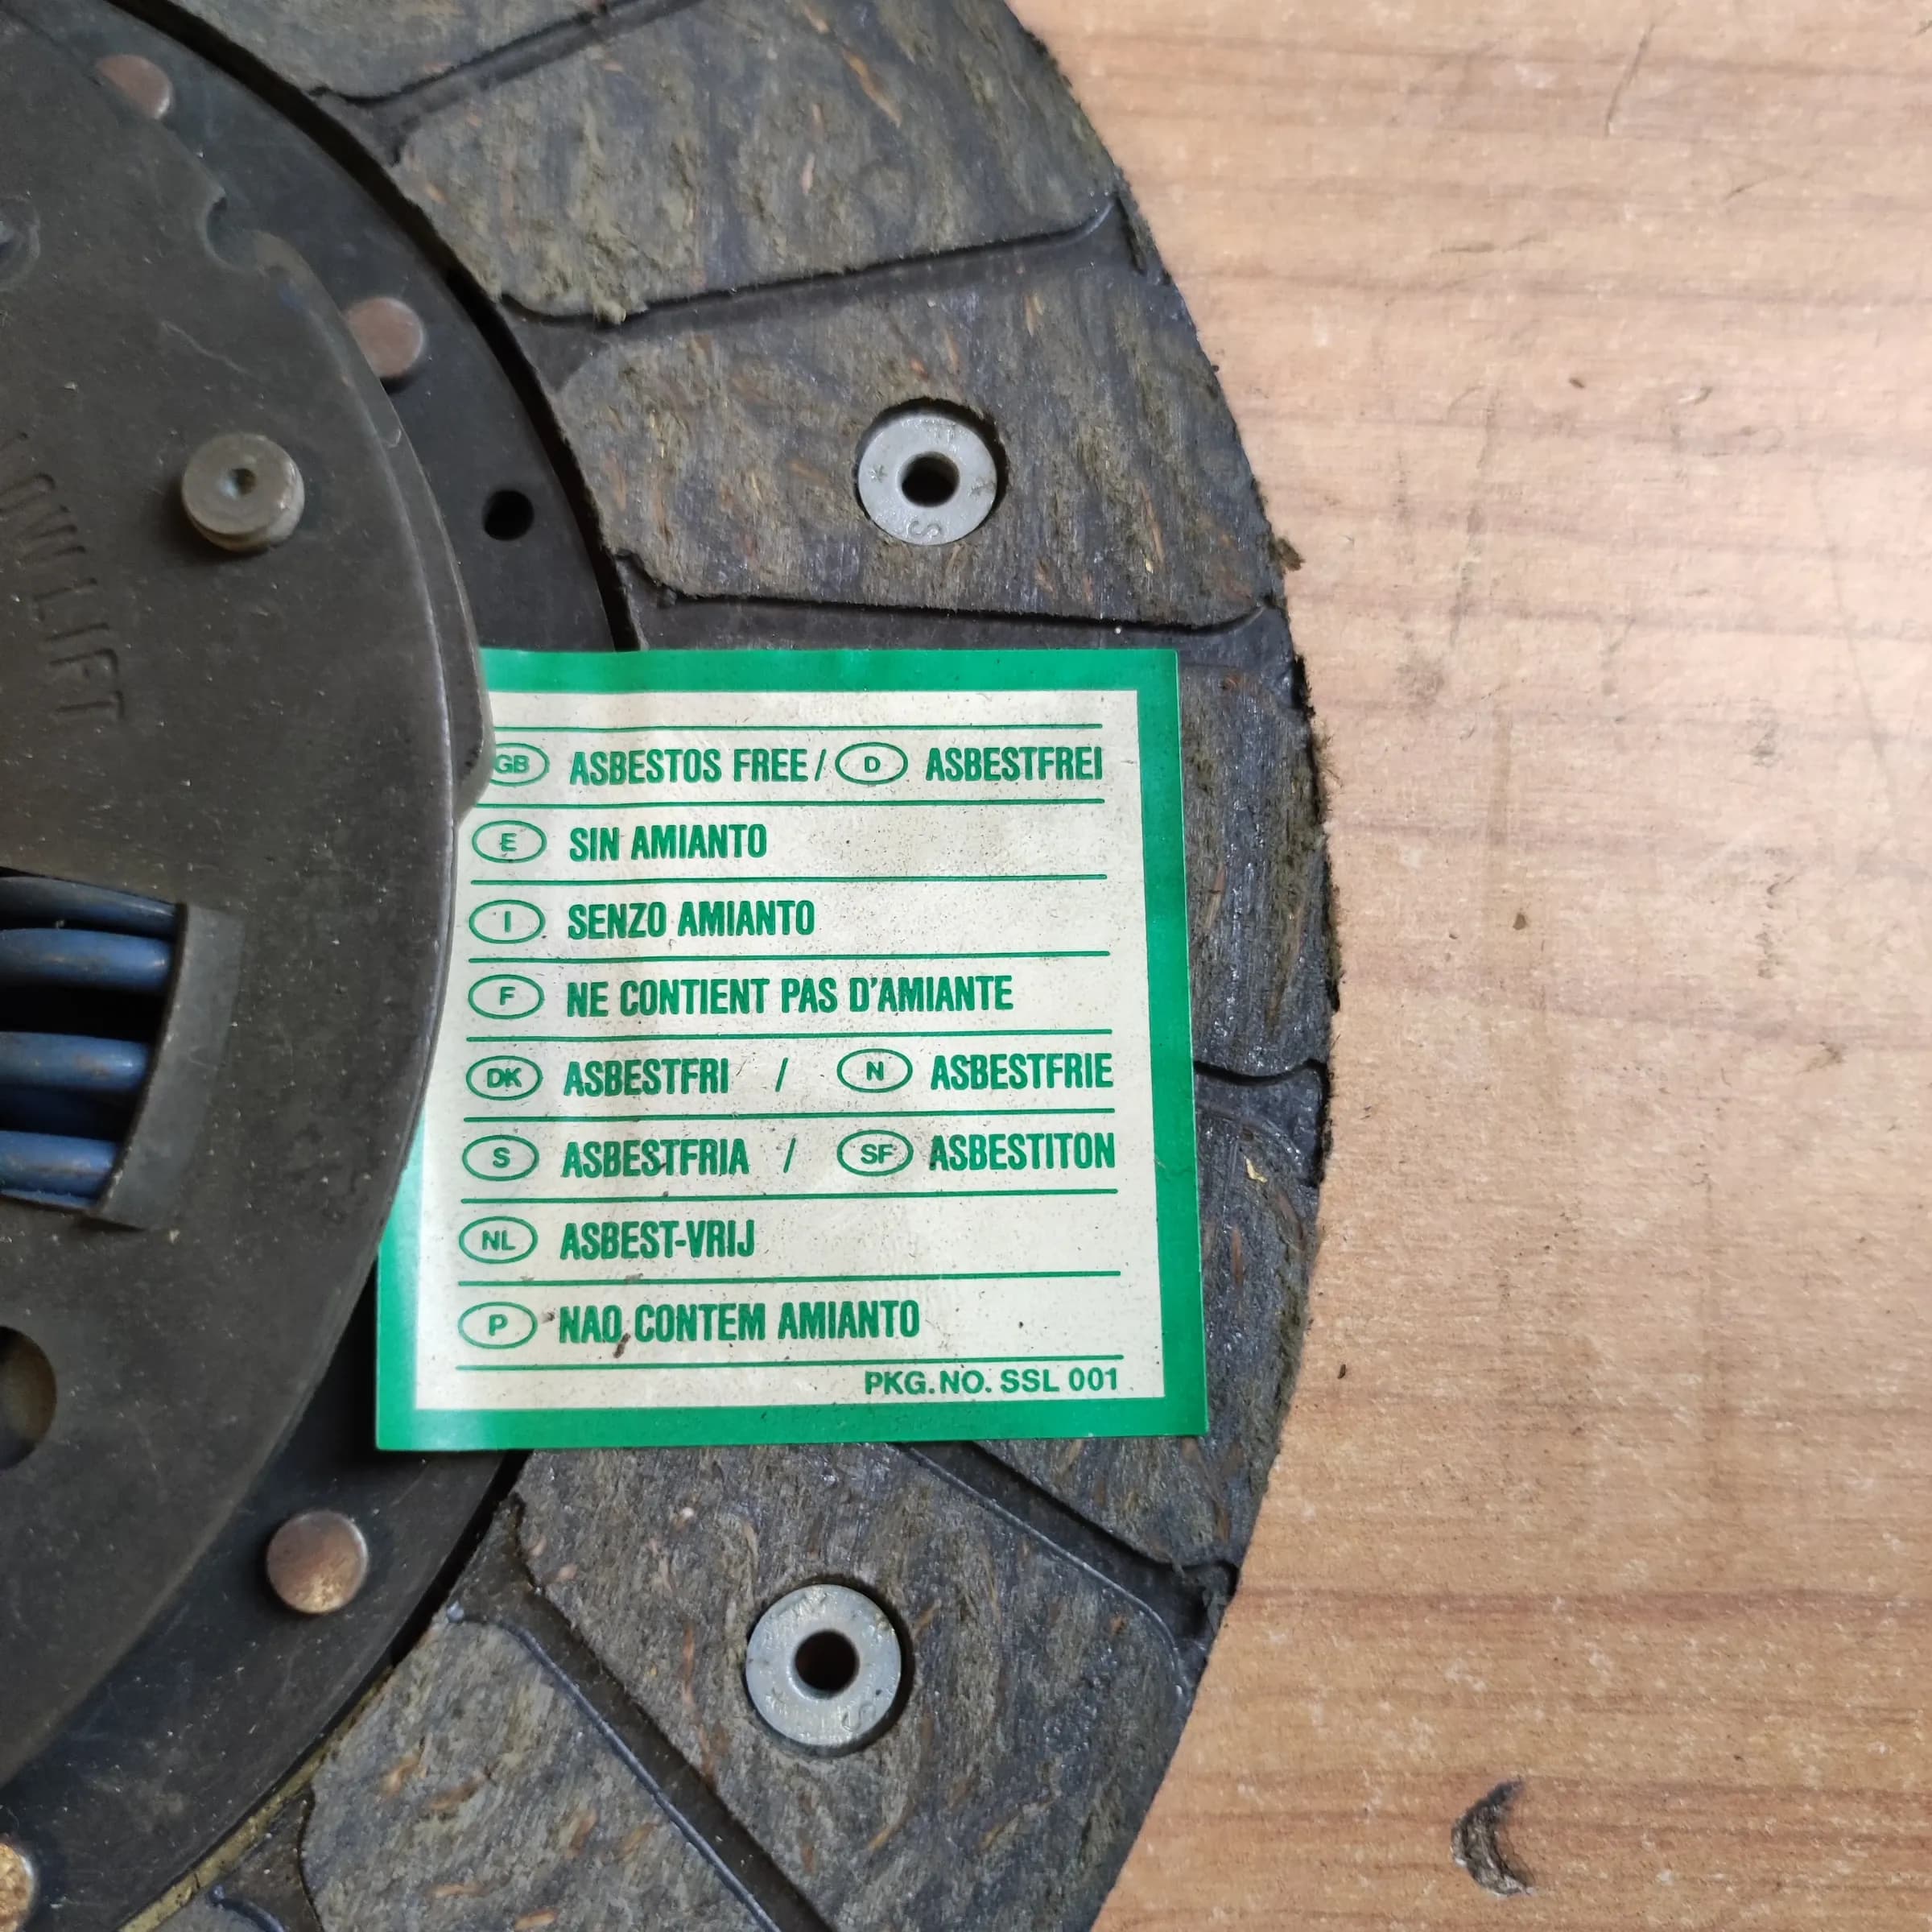 GB ASBESTOS FREE / D ASBESTFREI
E SIN AMIANTO
I SENZO AMIANTO
F NE CONTIENT PAS D'AMIANTE
DK ASBESTFRI / N ASBESTFRIE
S ASBESTFRIA / SF ASBESTITON
NL ASBEST-VRIJ
P NAO CONTEM AMIANTO
PKG.NO. SSL 001